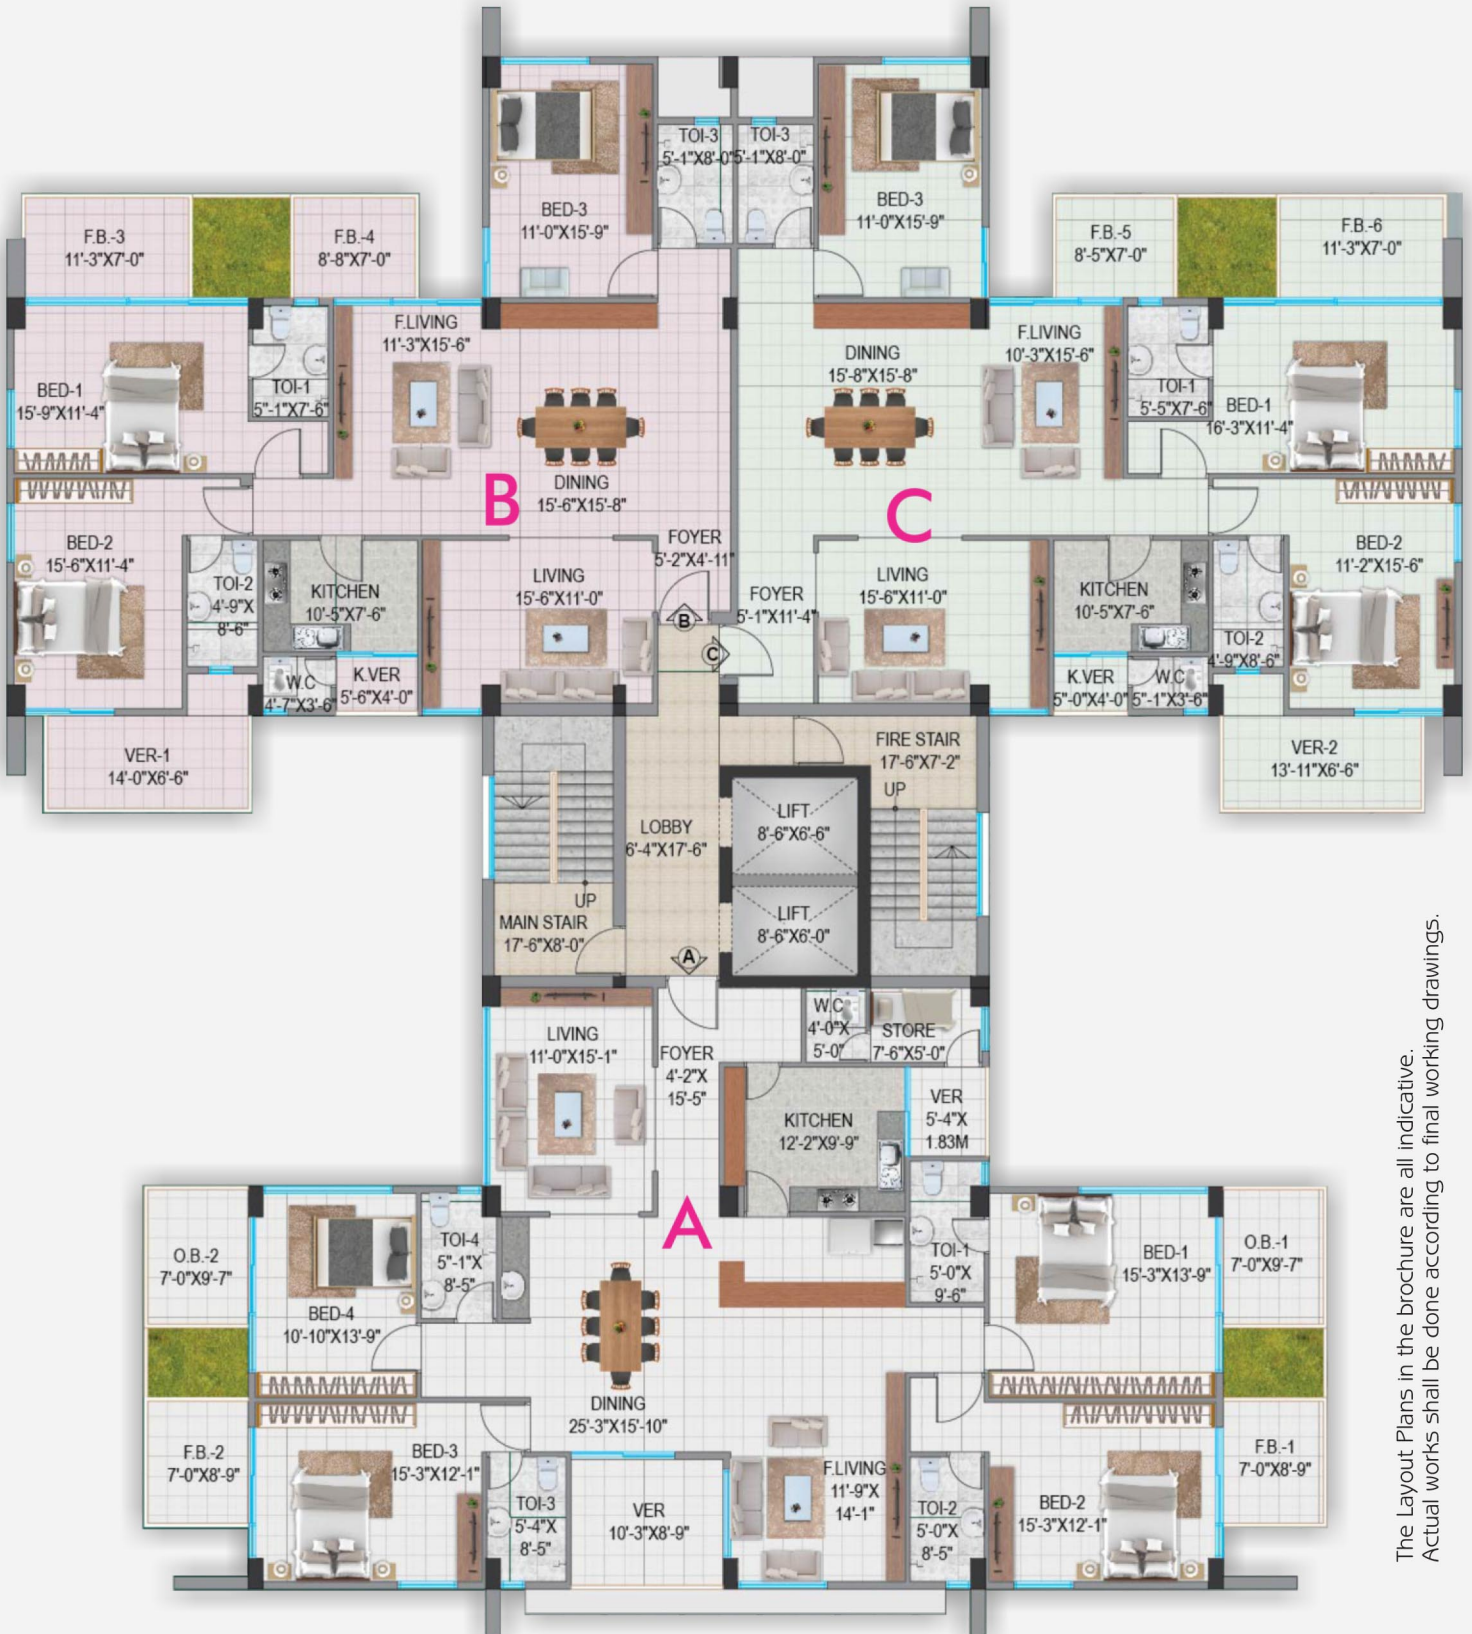 TOI-3
5'-1"X8'-0"
TOI-3
5'-1"X8'-0"
BED-3
11'-0"X15'-9"
BED-3
11'-0"X15'-9"
F.B.-3
11'-3"X7'-0"
F.B.-4
8'-8"X7'-0"
F.B.-5
8'-5"X7'-0"
F.B.-6
11'-3"X7'-0"
F.LIVING
11'-3"X15'-6"
F.LIVING
10'-3"X15'-6"
DINING
15'-8"X15'-8"
BED-1
15'-9"X11'-4"
TOI-1
5"-1"X7'-6"
TOI-1
5'-5"X7'-6"
BED-1
16'-3"X11'-4"
B
DINING
15'-6"X15'-8"
C
BED-2
15'-6"X11'-4"
FOYER
5'-2"X4'-11"
BED-2
11'-2"X15'-6"
TOI-2
4'-9"X
8'-6"
KITCHEN
10'-5"X7'-6"
LIVING
15'-6"X11'-0"
FOYER
5'-1"X11'-4"
LIVING
15'-6"X11'-0"
KITCHEN
10'-5"X7'-6"
TOI-2
4'-9"X8'-6"
B
C
W.C
4'-7"X3'-6"
K.VER
5'-6"X4'-0"
K.VER
5"-0"X4'-0"
W.C
5"-1"X3'-6"
VER-1
14'-0"X6'-6"
FIRE STAIR
17'-6"X7'-2"
UP
VER-2
13'-11"X6'-6"
LOBBY
6'-4"X17'-6"
LIFT
8'-6"X6'-6"
UP
MAIN STAIR
17'-6"X8'-0"
LIFT
8'-6"X6'-0"
A
LIVING
11'-0"X15'-1"
FOYER
4'-2"X
15'-5"
W.C
4'-0"X
5'-0"
STORE
7'-6"X5'-0"
KITCHEN
12'-2"X9'-9"
VER
5'-4"X
1.83M
A
O.B.-2
7'-0"X9'-7"
TOI-4
5"-1"X
8'-5"
BED-4
10'-10"X13'-9"
TOI-1
5'-0"X
9'-6"
BED-1
15'-3"X13'-9"
O.B.-1
7'-0"X9'-7"
DINING
25'-3"X15'-10"
F.B.-2
7'-0"X8'-9"
BED-3
15'-3"X12'-1"
F.LIVING
11'-9"X
14'-1"
TOI-3
5'-4"X
8'-5"
VER
10'-3"X8'-9"
TOI-2
5'-0"X
8'-5"
BED-2
15'-3"X12'-1"
F.B.-1
7'-0"X8'-9"
The Layout Plans in the brochure are all indicative.
Actual works shall be done according to final working drawings.